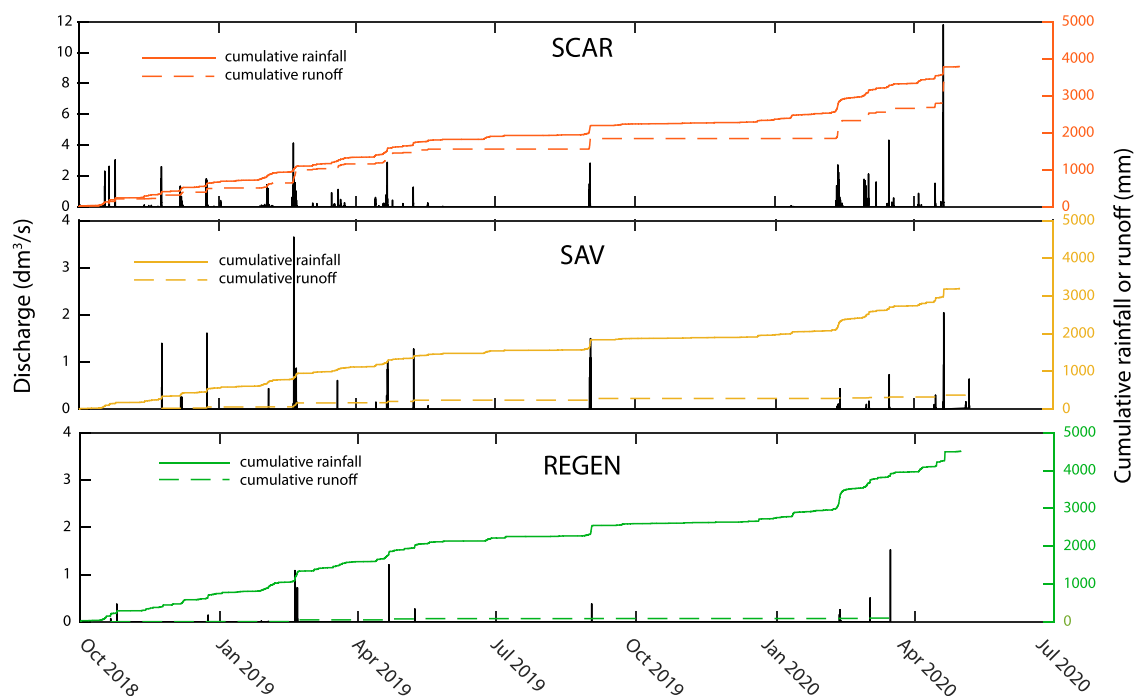 Discharge (dm³/s)
Cumulative rainfall or runoff (mm)
SCAR
cumulative rainfall
cumulative runoff
12
10
8
6
4
2
0
5000
4000
3000
2000
1000
0
SAV
cumulative rainfall
cumulative runoff
4
3
2
1
0
5000
4000
3000
2000
1000
0
REGEN
cumulative rainfall
cumulative runoff
4
3
2
1
0
5000
4000
3000
2000
1000
0
Oct 2018
Jan 2019
Apr 2019
Jul 2019
Oct 2019
Jan 2020
Apr 2020
Jul 2020